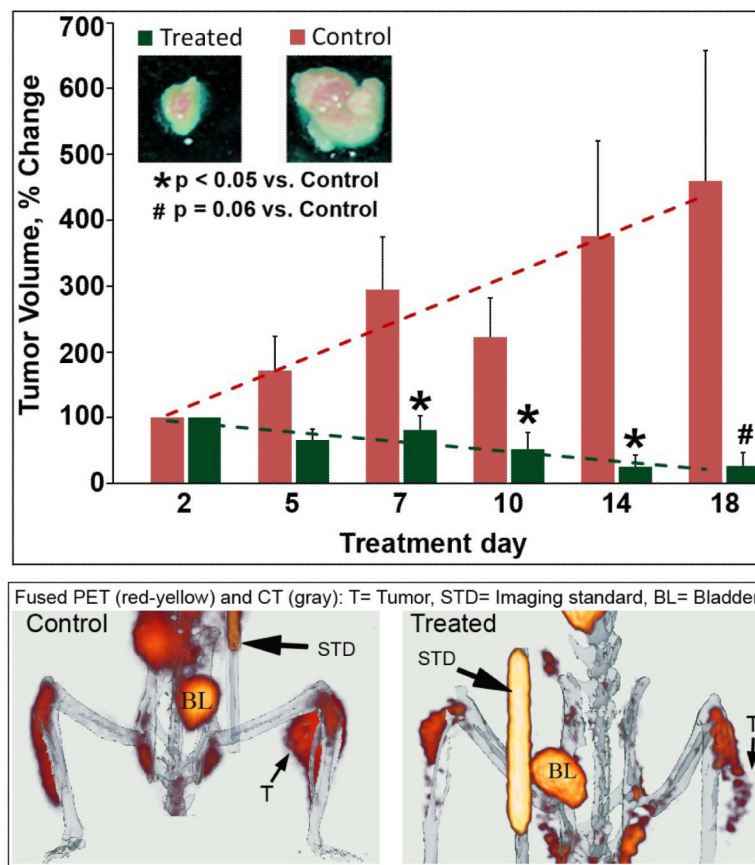 700
Treated
Control
600
500
* p < 0.05 vs. Control
# p = 0.06 vs. Control
400
300
200
100
0
*
*
*
#
2 5 7 10 14 18
Tumor Volume, % Change
Treatment day
Fused PET (red-yellow) and CT (gray): T= Tumor, STD= Imaging standard, BL= Bladder
Control
STD
BL
T
Treated
STD
BL
T